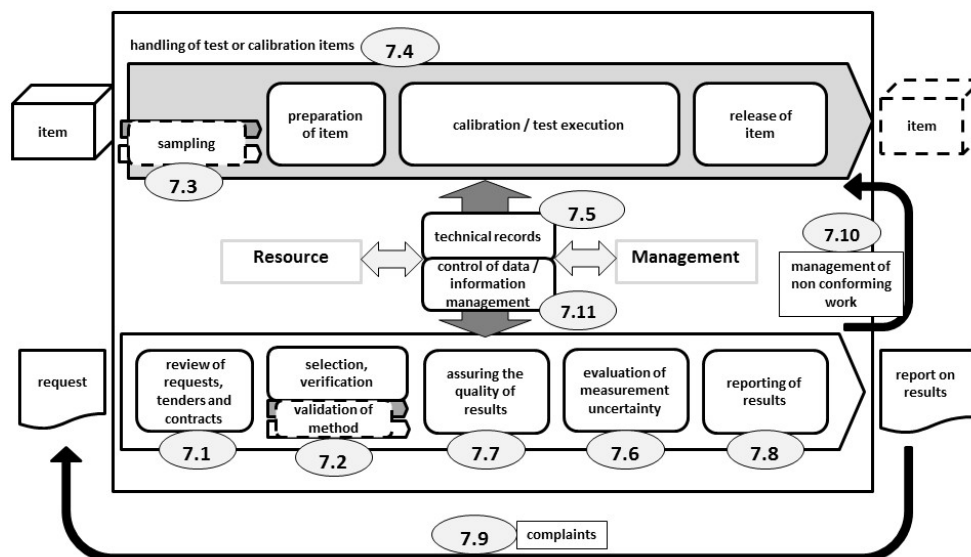 handling of test or calibration items
7.4
item
sampling
7.3
preparation
of item
calibration / test execution
release of
item
item
7.5
technical records
Resource
Management
control of data /
information
management
7.11
7.10
management of
non conforming
work
request
review of
requests,
tenders and
contracts
7.1
selection,
verification
validation of
method
7.2
assuring the
quality of
results
7.7
evaluation of
measurement
uncertainty
7.6
reporting of
results
7.8
report on
results
7.9
complaints